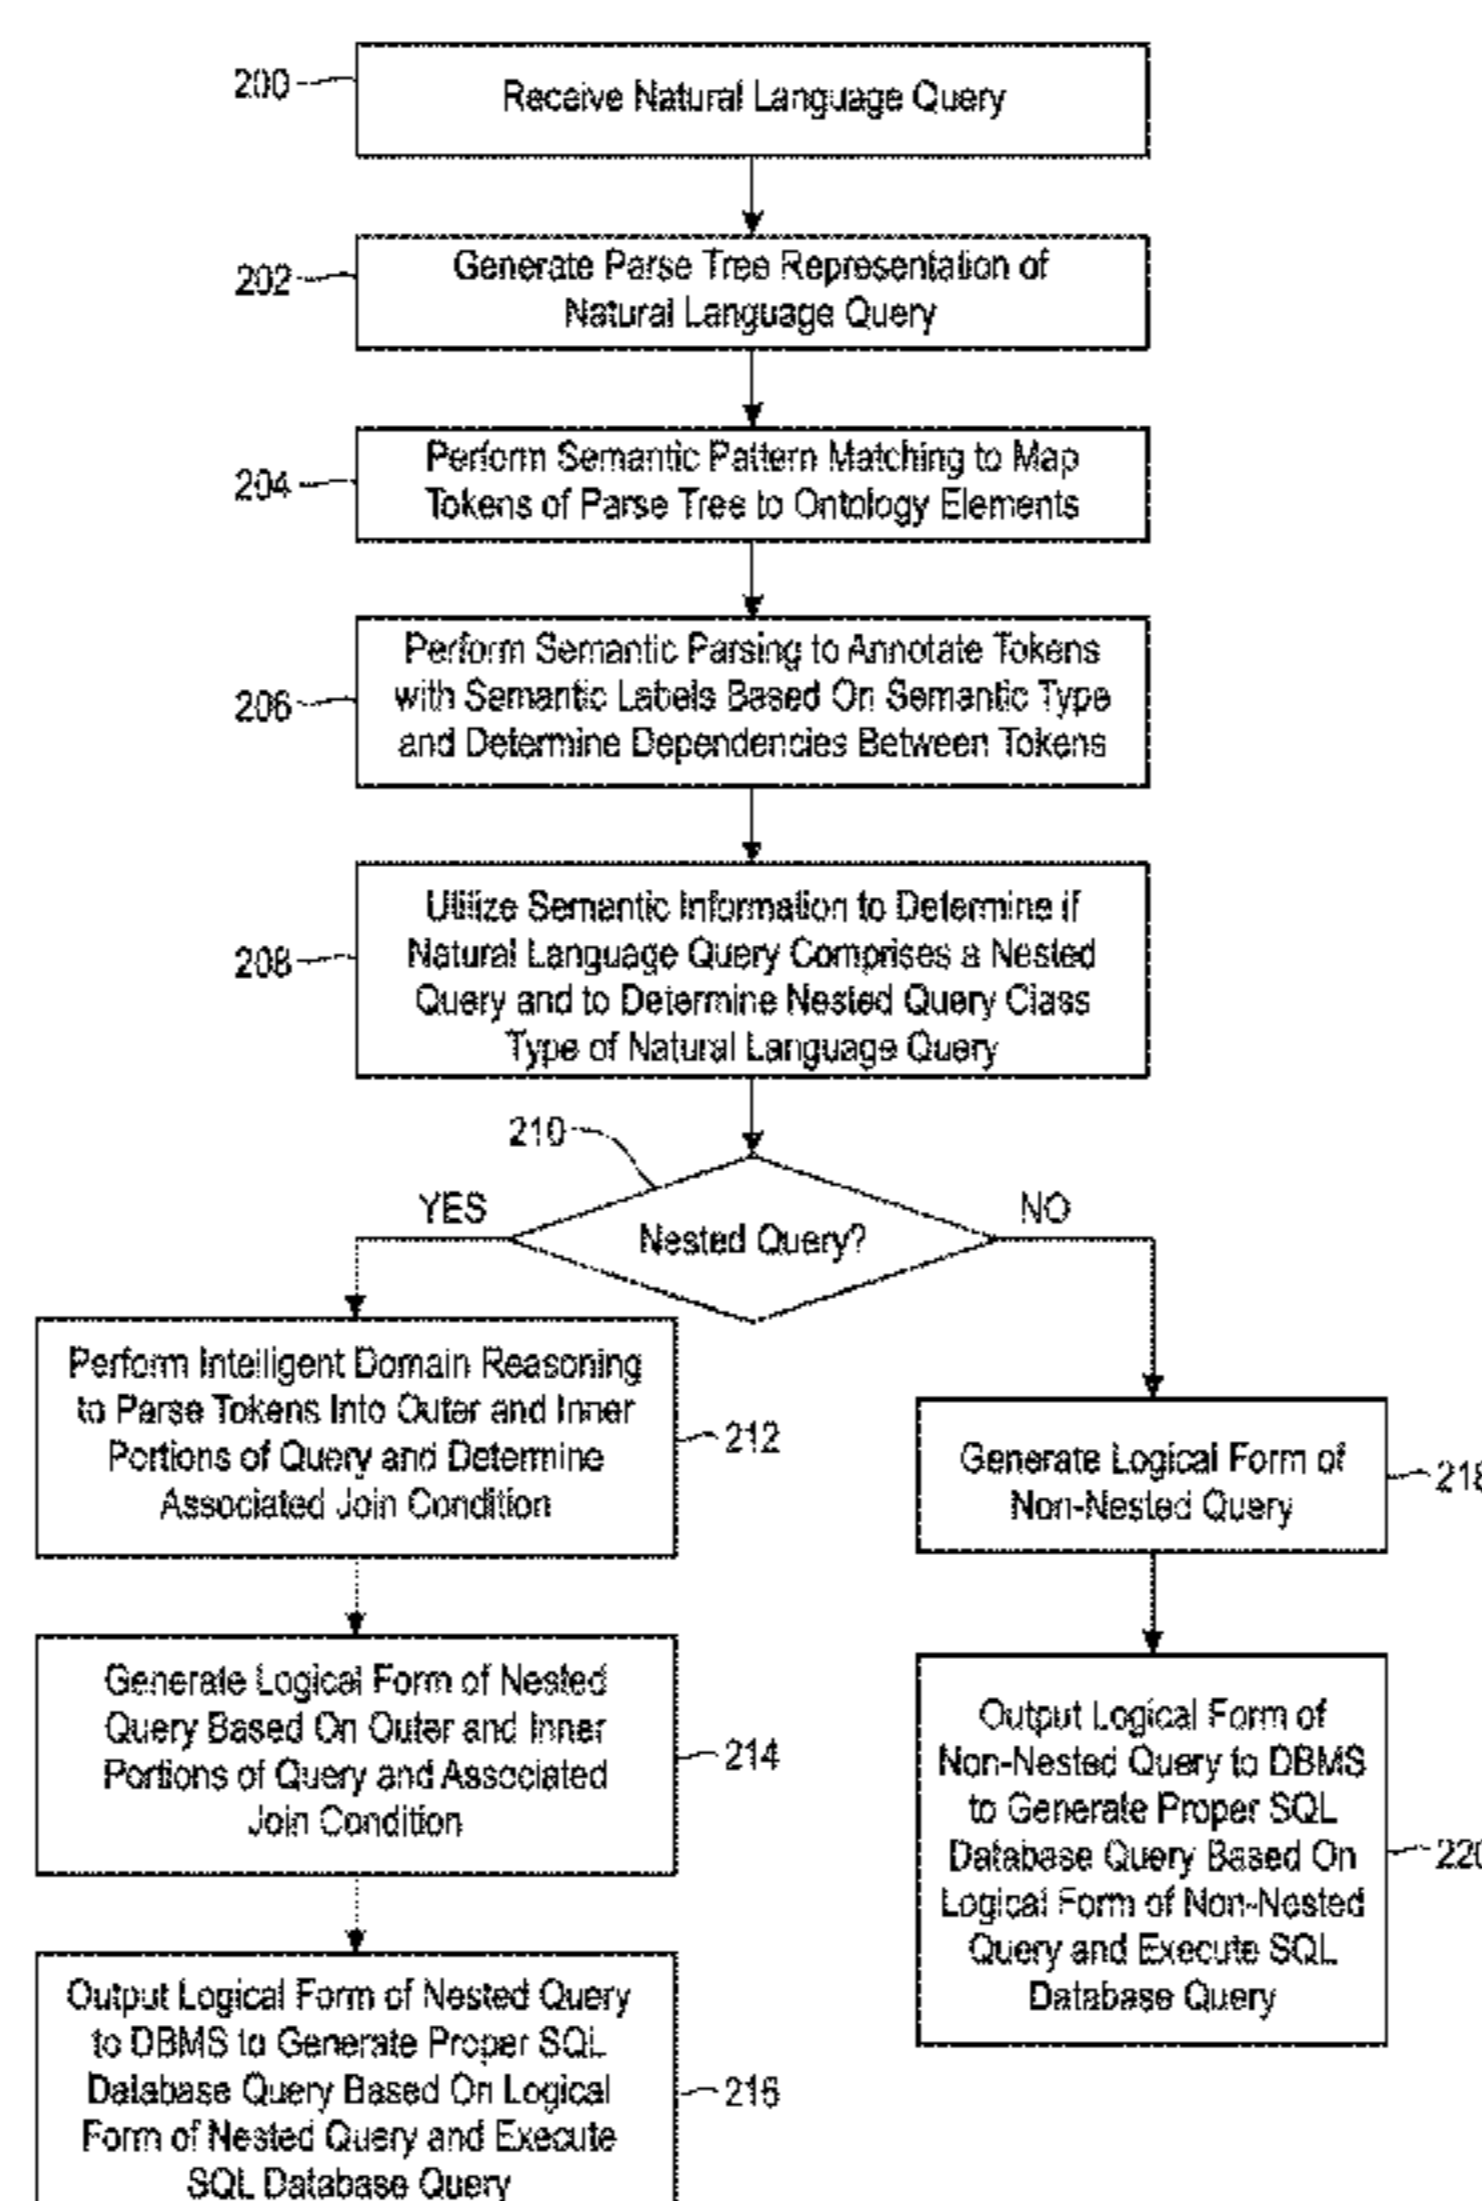 200
Receive Natural Language Query
202
Generate Parse Tree Representation of
Natural Language Query
204
Perform Semantic Pattern Matching to Map
Tokens of Parse Tree to Ontology Elements
206
Perform Semantic Parsing to Annotate Tokens
with Semantic Labels Based On Semantic Type
and Determine Dependencies Between Tokens
208
Utilize Semantic Information to Determine if
Natural Language Query Comprises a Nested
Query and to Determine Nested Query Class
Type of Natural Language Query
210
YES
Nested Query?
NO
Perform Intelligent Domain Reasoning
to Parse Tokens Into Outer and Inner
Portions of Query and Determine
Associated Join Condition
212
Generate Logical Form of Nested
Query Based On Outer and Inner
Portions of Query and Associated
Join Condition
214
Output Logical Form of Nested Query
to DBMS to Generate Proper SQL
Database Query Based On Logical
Form of Nested Query and Execute
SQL Database Query
216
Generate Logical Form of
Non-Nested Query
218
Output Logical Form of
Non-Nested Query to DBMS
to Generate Proper SQL
Database Query Based On
Logical Form of Non-Nested
Query and Execute SQL
Database Query
220